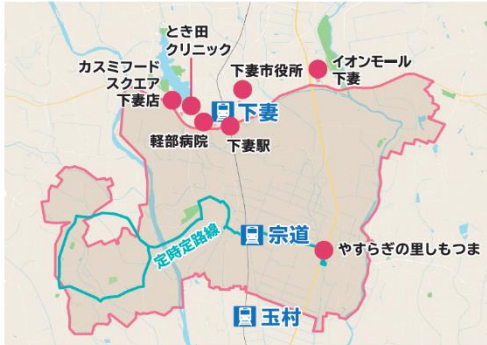 とき田
クリニック
カスミフード
スクエア
下妻店
下妻市役所
イオンモール
下妻
下妻
軽部病院
下妻駅
定時定路線
宗道
やすらぎの里しもつま
玉村